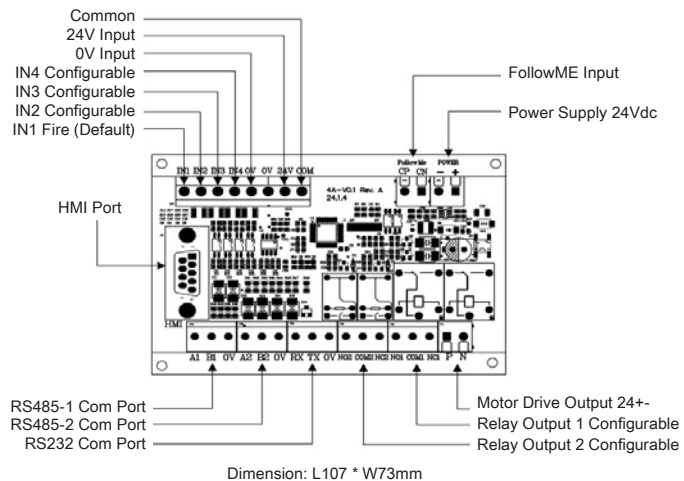 Common
24V Input
0V Input
IN4 Configurable
IN3 Configurable
IN2 Configurable
IN1 Fire (Default)
FollowME Input
Power Supply 24Vdc
IN1 IN2 IN3 IN4 0V 0V 24V COM
4A-V0.1 Rev. A
24.1.4
FollowMe
CP CN
POWER
- +
HMI Port
HMI
A1 B1 0V A2 B2 0V RX TX 0V NO2 COM2 NC2 NO1 COM1 NC1 P N
RS485-1 Com Port
RS485-2 Com Port
RS232 Com Port
Motor Drive Output 24+-
Relay Output 1 Configurable
Relay Output 2 Configurable
Dimension: L107 * W73mm